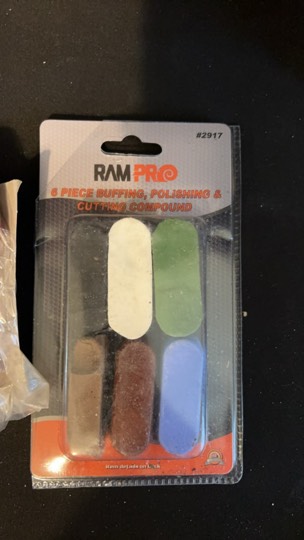 #2917
RAM PRO
6 PIECE BUFFING, POLISHING &
CUTTING COMPOUND